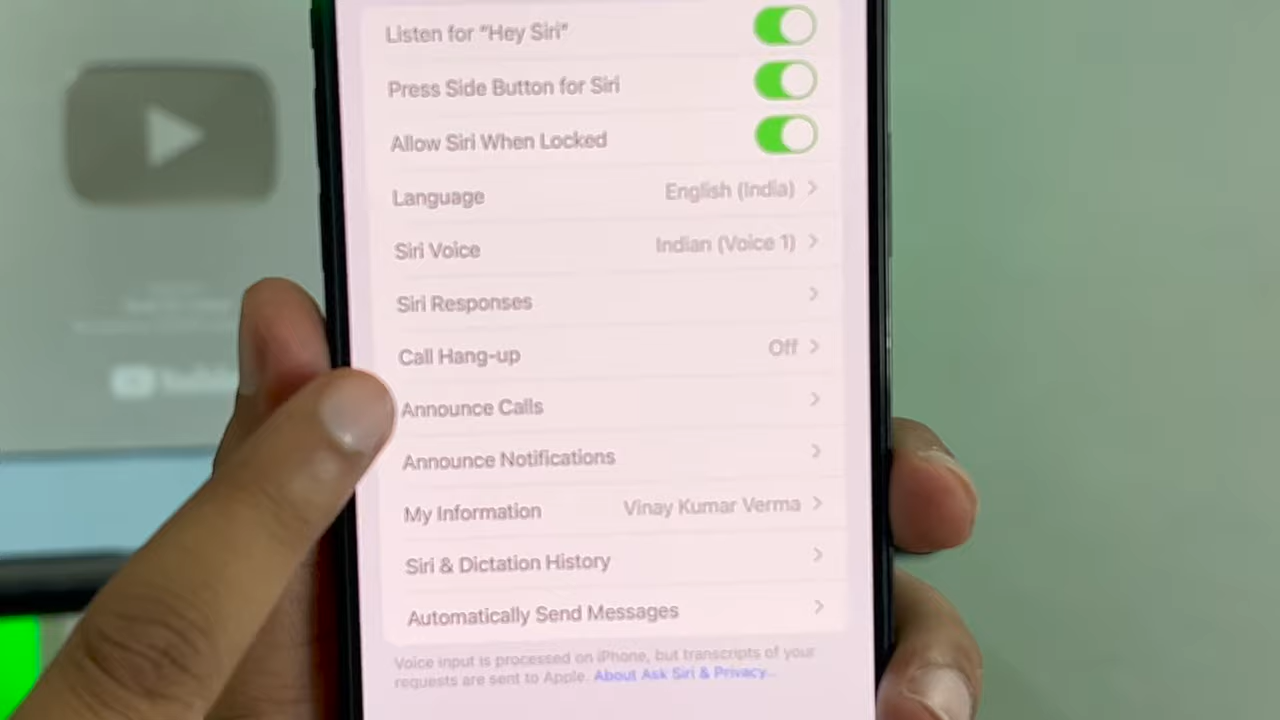 Listen for "Hey Siri"
Press Side Button for Siri
Allow Siri When Locked
Language English (India)
Siri Voice Indian (Voice 1)
Siri Responses
Call Hang-up Off
Announce Calls
Announce Notifications
My Information Vinay Kumar Verma
Siri & Dictation History
Automatically Send Messages
Voice input is processed on iPhone, but transcripts of your
requests are sent to Apple. About Ask Siri & Privacy...